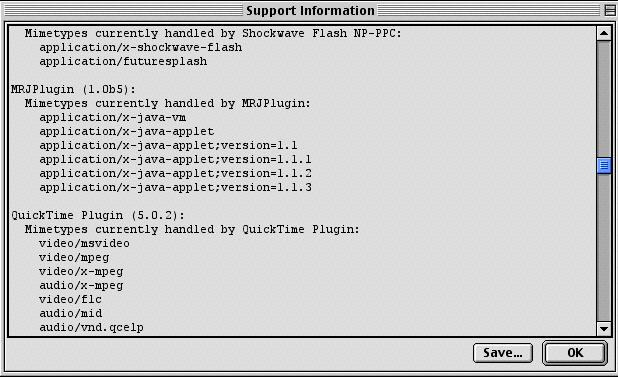 Support Information
Mimetypes currently handled by Shockwave Flash NP-PPC:
application/x-shockwave-flash
application/futuresplash
MRJPlugin (1.0b5):
Mimetypes currently handled by MRJPlugin:
application/x-java-vm
application/x-java-applet
application/x-java-applet;version=1.1
application/x-java-applet;version=1.1.1
application/x-java-applet;version=1.1.2
application/x-java-applet;version=1.1.3
QuickTime Plugin (5.0.2):
Mimetypes currently handled by QuickTime Plugin:
video/msvideo
video/mpeg
video/x-mpeg
audio/x-mpeg
video/flc
audio/mid
audio/vnd.qcelp
Save... OK